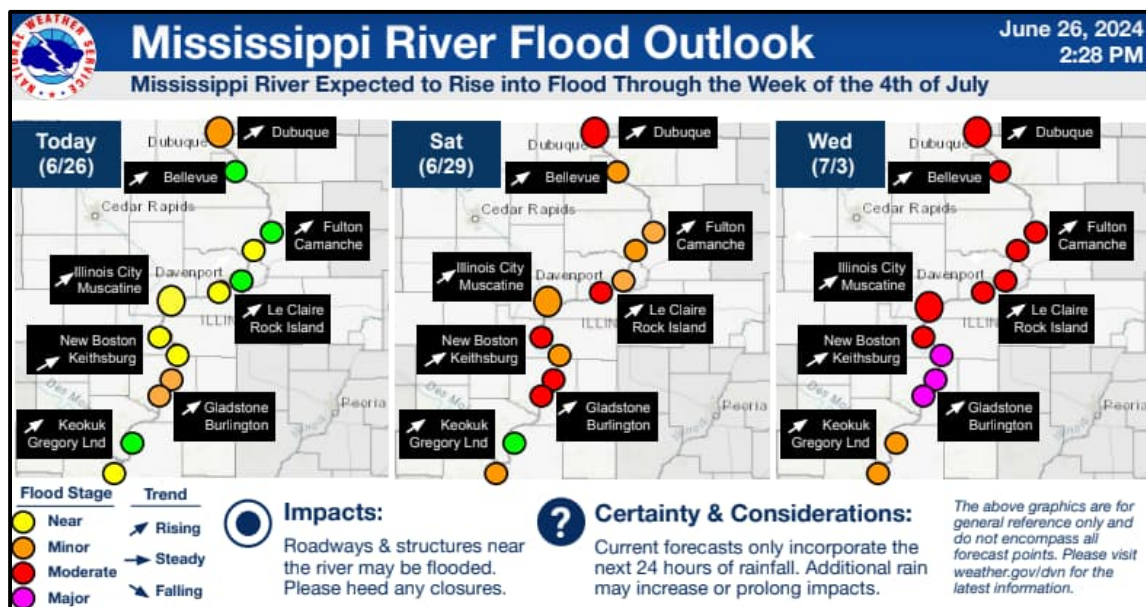 NATIONAL WEATHER SERVICE
Mississippi River Flood Outlook
June 26, 2024
2:28 PM
Mississippi River Expected to Rise into Flood Through the Week of the 4th of July
Today
(6/26)
Dubuque
Dubuque
Bellevue
Cedar Rapids
Fulton
Camanche
Illinois City
Muscatine
Davenport
Le Claire
Rock Island
ILLIN
New Boston
Keithsburg
Des Mo
Gladstone
Burlington
Peoria
Keokuk
Gregory Lnd
Sat
(6/29)
Dubuque
Dubuque
Bellevue
Cedar Rapids
Fulton
Camanche
Illinois City
Muscatine
Davenport
Le Claire
Rock Island
ILLIN
New Boston
Keithsburg
Des Mo
Gladstone
Burlington
Peoria
Keokuk
Gregory Lnd
Wed
(7/3)
Dubuque
Dubuque
Bellevue
Cedar Rapids
Fulton
Camanche
Illinois City
Muscatine
Davenport
Le Claire
Rock Island
ILLIN
New Boston
Keithsburg
Des Mo
Gladstone
Burlington
Peoria
Keokuk
Gregory Lnd
Flood Stage
Near
Minor
Moderate
Major
Trend
Rising
Steady
Falling
Impacts:
Roadways & structures near
the river may be flooded.
Please heed any closures.
?
Certainty & Considerations:
Current forecasts only incorporate the
next 24 hours of rainfall. Additional rain
may increase or prolong impacts.
The above graphics are for
general reference only and
do not encompass all
forecast points. Please visit
weather.gov/dvn for the
latest information.